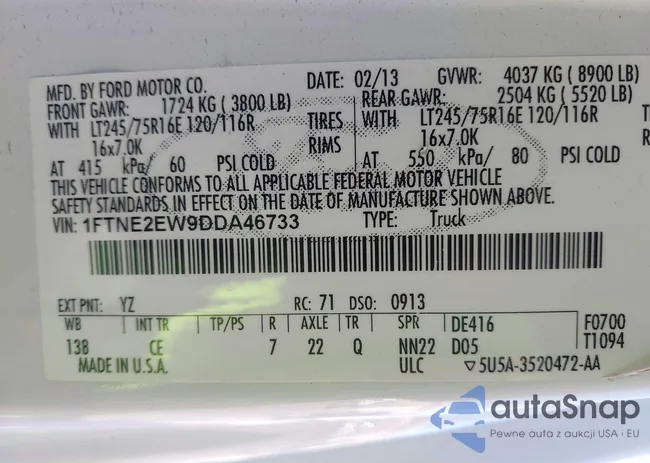 MFD. BY FORD MOTOR CO. DATE: 02/13 GVWR: 4037 KG ( 8900 LB)
FRONT GAWR: 1724 KG ( 3800 LB) REAR GAWR: 2504 KG ( 5520 LB)
WITH LT245/75R16E 120/116R TIRES WITH LT245/75R16E 120/116R TI
16x7.0K RIMS 16x7.0K R
AT 415 kPa/ 60 PSI COLD AT 550 kPa/ 80 PSI COLD
THIS VEHICLE CONFORMS TO ALL APPLICABLE FEDERAL MOTOR VEHICLE
SAFETY STANDARDS IN EFFECT ON THE DATE OF MANUFACTURE SHOWN ABOVE.
VIN: 1FTNE2EW9DDA46733 TYPE: Truck
EXT PNT: YZ RC: 71 DSO: 0913
WB INT TR TP/PS R AXLE TR SPR DE416 F0700
138 CE 7 22 Q NN22 D05 T1094
MADE IN U.S.A. ULC ▽5U5A-3520472-AA
autaSnap
Pewne auta z aukcji USA i EU